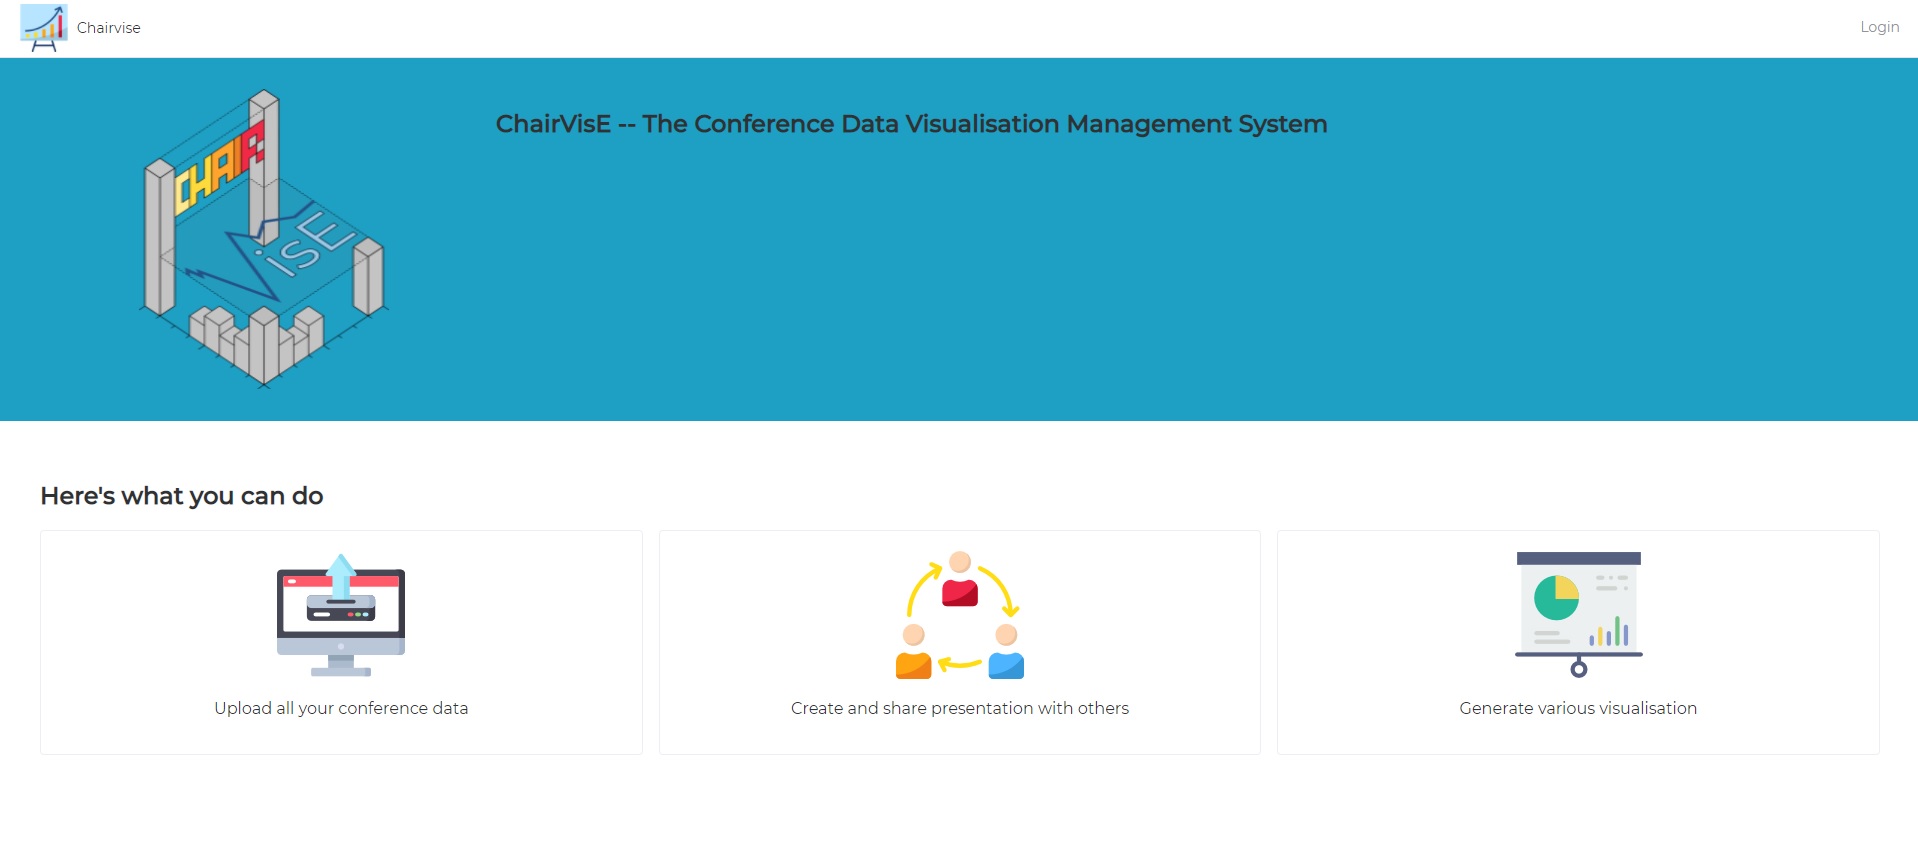 Chairvise
Login
CHAIR
VisE
ChairVisE -- The Conference Data Visualisation Management System
Here's what you can do
Upload all your conference data
Create and share presentation with others
Generate various visualisation